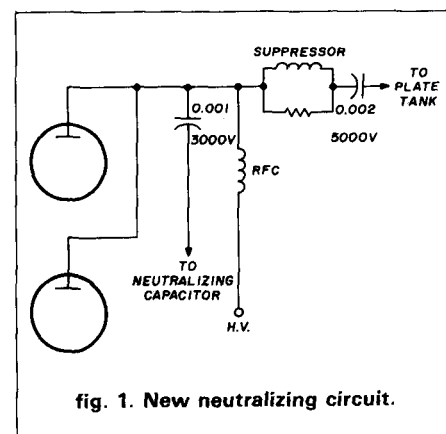 SUPPRESSOR
TO
PLATE
TANK
0.001
3000V
0.002
5000V
RFC
TO
NEUTRALIZING
CAPACITOR
H.V.
fig. 1. New neutralizing circuit.